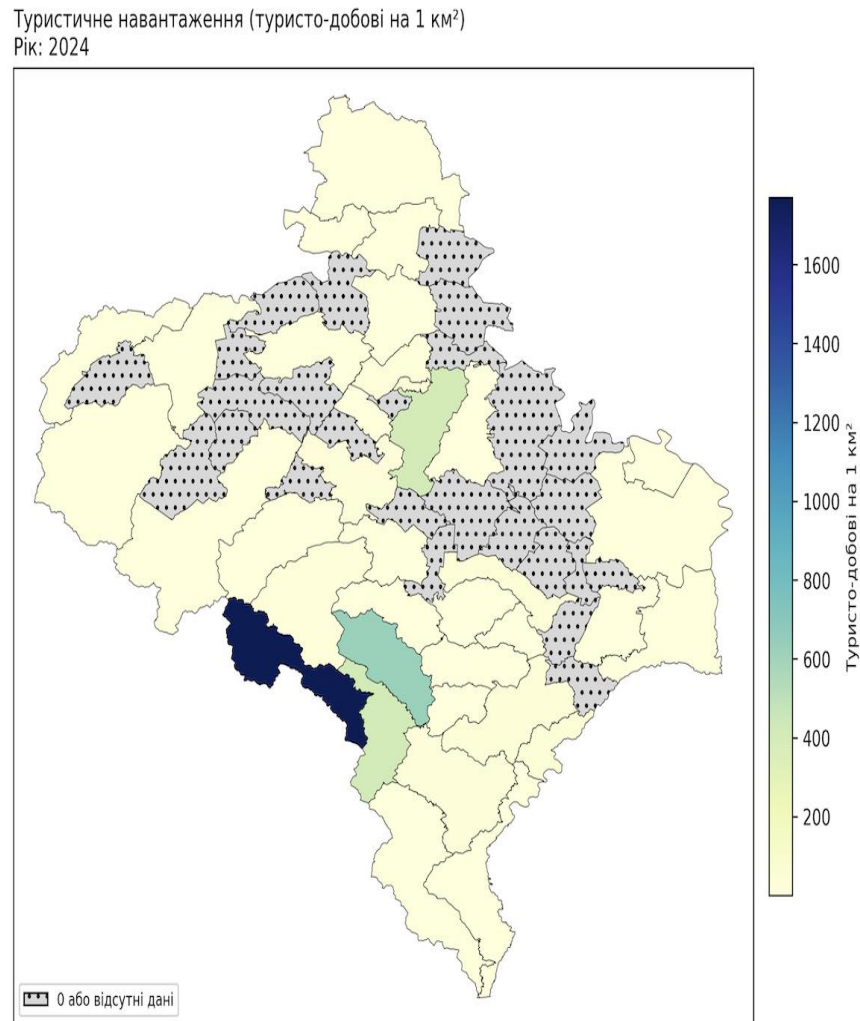 Туристичне навантаження (туристо-добові на 1 км²)
Рік: 2024
1600
1400
1200
1000
800
600
400
200
Туристо-добові на 1 км²
0 або відсутні дані